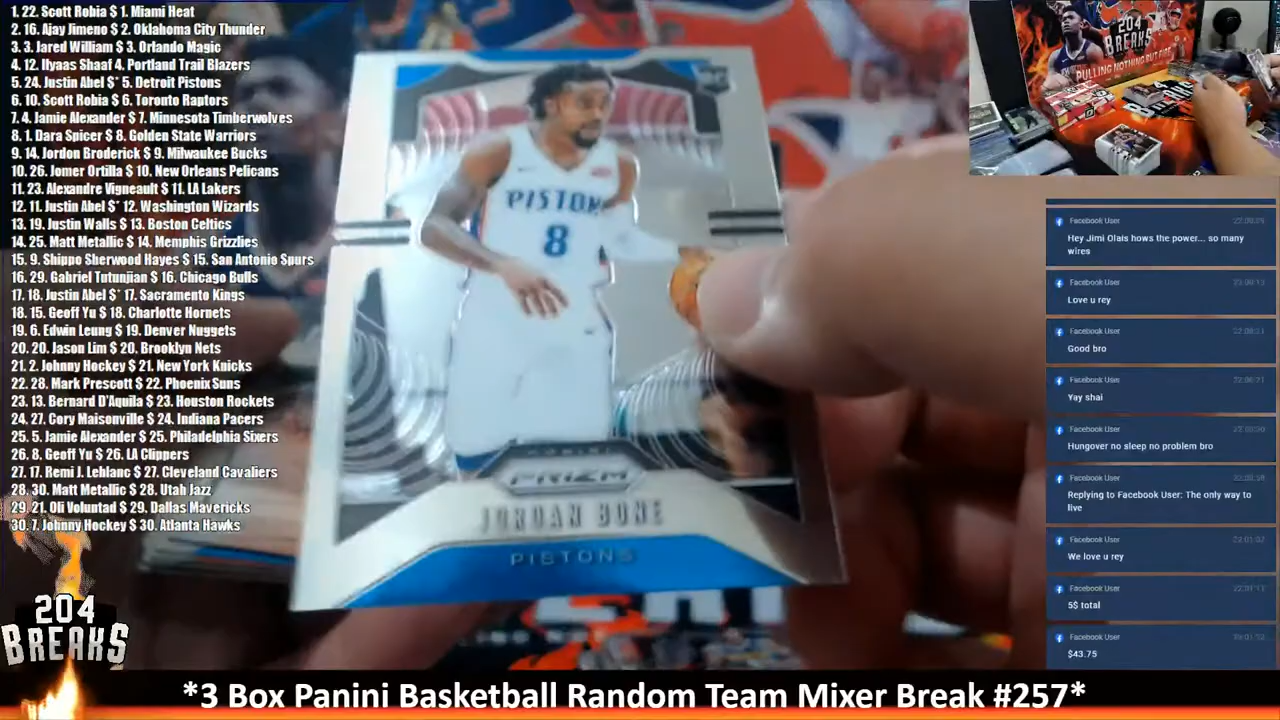 1. 22. Scott Robia $ 1. Miami Heat
2. 16. Ajay Jimeno $ 2. Oklahoma City Thunder
3. 3. Jared William $ 3. Orlando Magic
4. 12. Ilyaas Shaaf 4. Portland Trail Blazers
5. 24. Justin Abel $* 5. Detroit Pistons
6. 10. Scott Robia $ 6. Toronto Raptors
7. 4. Jamie Alexander $ 7. Minnesota Timberwolves
8. 1. Dara Spicer $ 8. Golden State Warriors
9. 14. Jordon Broderick $ 9. Milwaukee Bucks
10. 26. Jomer Ortilla $ 10. New Orleans Pelicans
11. 23. Alexandre Vigneault $ 11. LA Lakers
12. 11. Justin Abel $* 12. Washington Wizards
13. 19. Justin Walls $ 13. Boston Celtics
14. 25. Matt Metallic $ 14. Memphis Grizzlies
15. 9. Shippo Sherwood Hayes $ 15. San Antonio Spurs
16. 29. Gabriel Tutunjian $ 16. Chicago Bulls
17. 18. Justin Abel $* 17. Sacramento Kings
18. 15. Geoff Yu $ 18. Charlotte Hornets
19. 6. Edwin Leung $ 19. Denver Nuggets
20. 20. Jason Lim $ 20. Brooklyn Nets
21. 2. Johnny Hockey $ 21. New York Knicks
22. 28. Mark Prescott $ 22. Phoenix Suns
23. 13. Bernard D'Aquila $ 23. Houston Rockets
24. 27. Cory Maisonville $ 24. Indiana Pacers
25. 5. Jamie Alexander $ 25. Philadelphia Sixers
26. 8. Geoff Yu $ 26. LA Clippers
27. 17. Remi J. Leblanc $ 27. Cleveland Cavaliers
28. 30. Matt Metallic $ 28. Utah Jazz
29. 21. Oli Voluntad $ 29. Dallas Mavericks
30. 7. Johnny Hockey $ 30. Atlanta Hawks
204
BREAKS
PISTON
8
PRIZM
JORDAN BONE
PISTONS
204
BREAKS
PULLING NOTHING BUT FIRE
Facebook User
Hey Jimi Olais hows the power... so many
wires
Facebook User
Love u rey
Facebook User
Good bro
Facebook User
Yay shai
Facebook User
Hungover no sleep no problem bro
Facebook User
Replying to Facebook User: The only way to
live
Facebook User
We love u rey
Facebook User
5$ total
Facebook User
$43.75
*3 Box Panini Basketball Random Team Mixer Break #257*